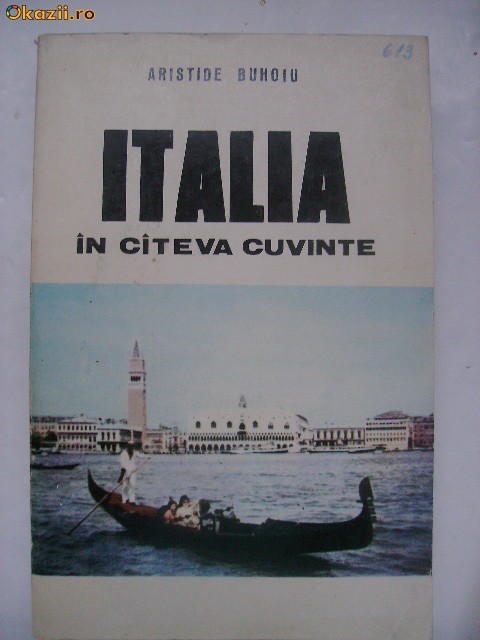 Okazii.ro
613
ARISTIDE BUHOIU
ITALIA
ÎN CÎTEVA CUVINTE